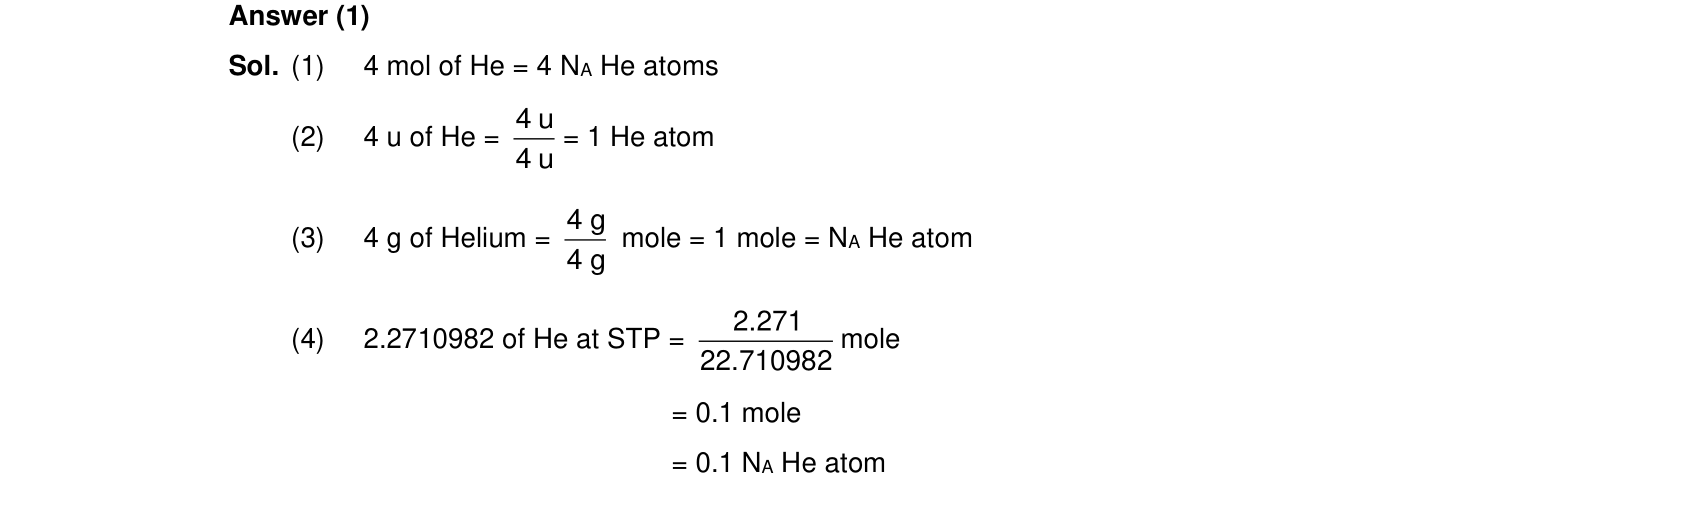 Answer (1)
Sol. (1) 4 mol of He = 4 NA He atoms
(2) 4 u of He = 4 u / 4 u = 1 He atom
(3) 4 g of Helium = 4 g / 4 g mole = 1 mole = NA He atom
(4) 2.2710982 of He at STP = 2.271 / 22.710982 mole
= 0.1 mole
= 0.1 NA He atom